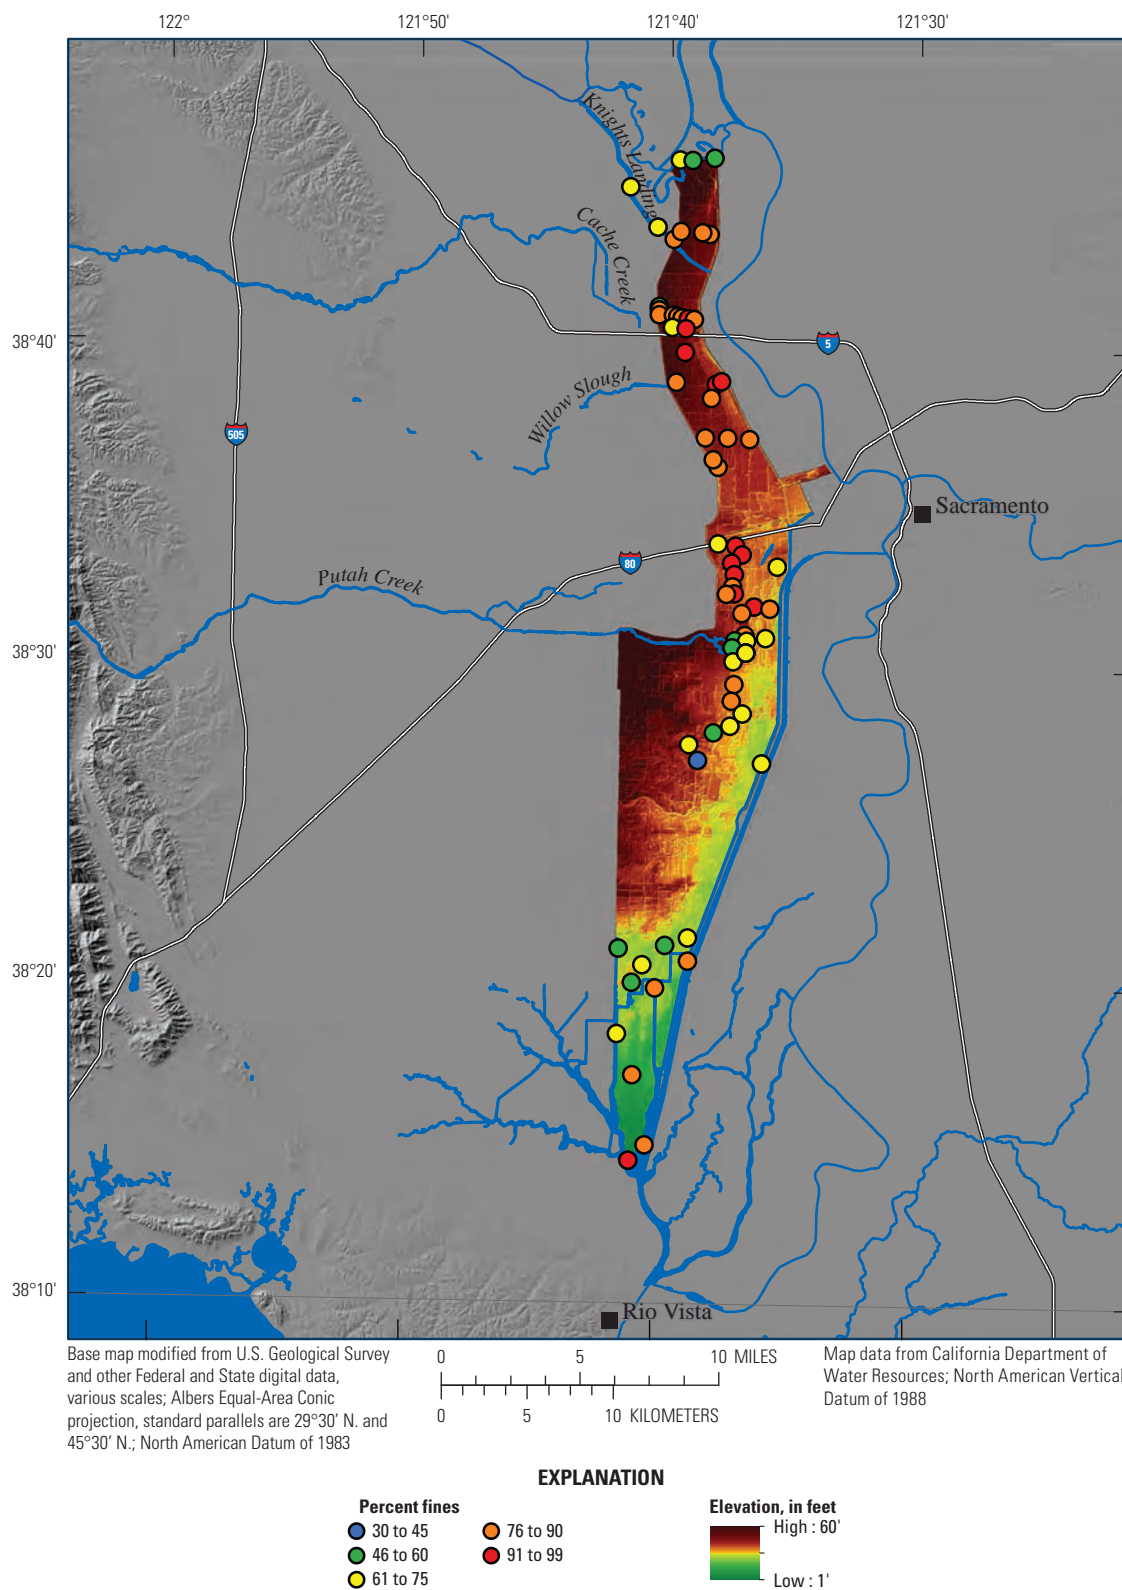 122°
121°50'
121°40'
121°30'
Knights Landing
Cache Creek
38°40'
5
Willow Slough
505
Sacramento
80
Putah Creek
38°30'
38°20'
38°10'
Rio Vista
Base map modified from U.S. Geological Survey
and other Federal and State digital data,
various scales; Albers Equal-Area Conic
projection, standard parallels are 29°30’ N. and
45°30’ N.; North American Datum of 1983
0 5 10 MILES
0 5 10 KILOMETERS
Map data from California Department of
Water Resources; North American Vertical
Datum of 1988
EXPLANATION
Percent fines
30 to 45
46 to 60
61 to 75
76 to 90
91 to 99
Elevation, in feet
High : 60'
Low : 1'